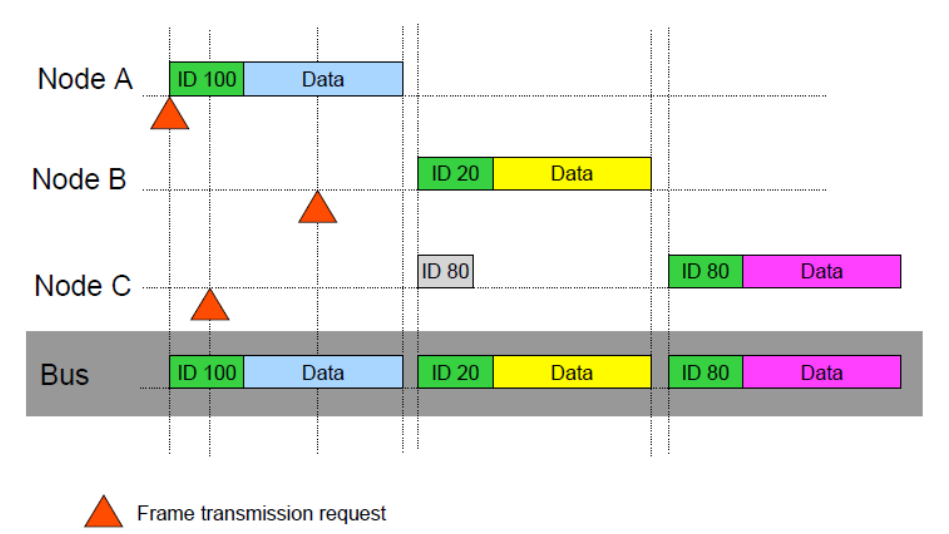 Node A ID 100 Data
Node B ID 20 Data
Node C ID 80 ID 80 Data
Bus ID 100 Data ID 20 Data ID 80 Data
Frame transmission request